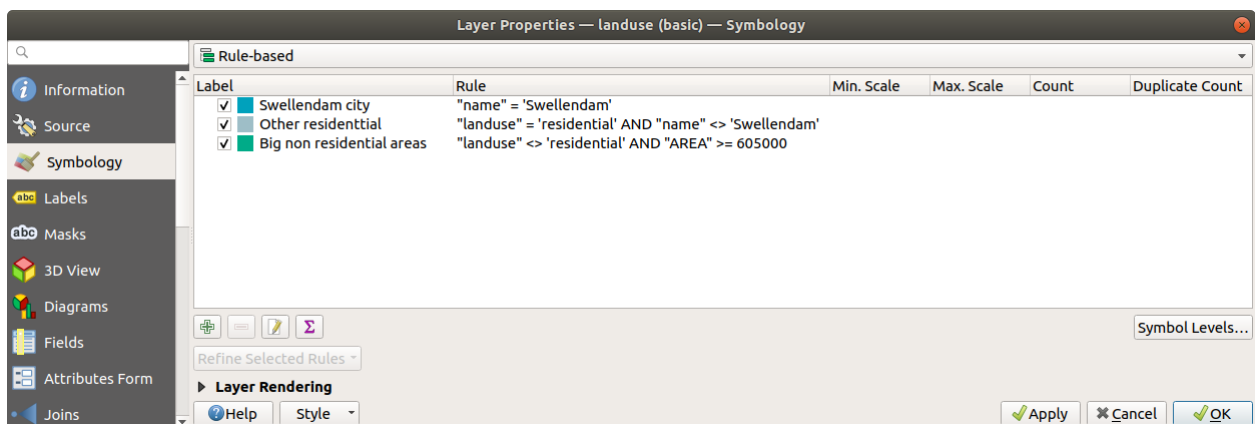 Layer Properties — landuse (basic) — Symbology
Rule-based
Information
Source
Symbology
Labels
Masks
3D View
Diagrams
Fields
Attributes Form
Joins
Label Rule Min. Scale Max. Scale Count Duplicate Count
Swellendam city "name" = 'Swellendam'
Other residenttial "landuse" = 'residential' AND "name" <> 'Swellendam'
Big non residential areas "landuse" <> 'residential' AND "AREA" >= 605000
Symbol Levels...
Refine Selected Rules
Layer Rendering
Help Style Apply Cancel OK
abc
abc
Σ